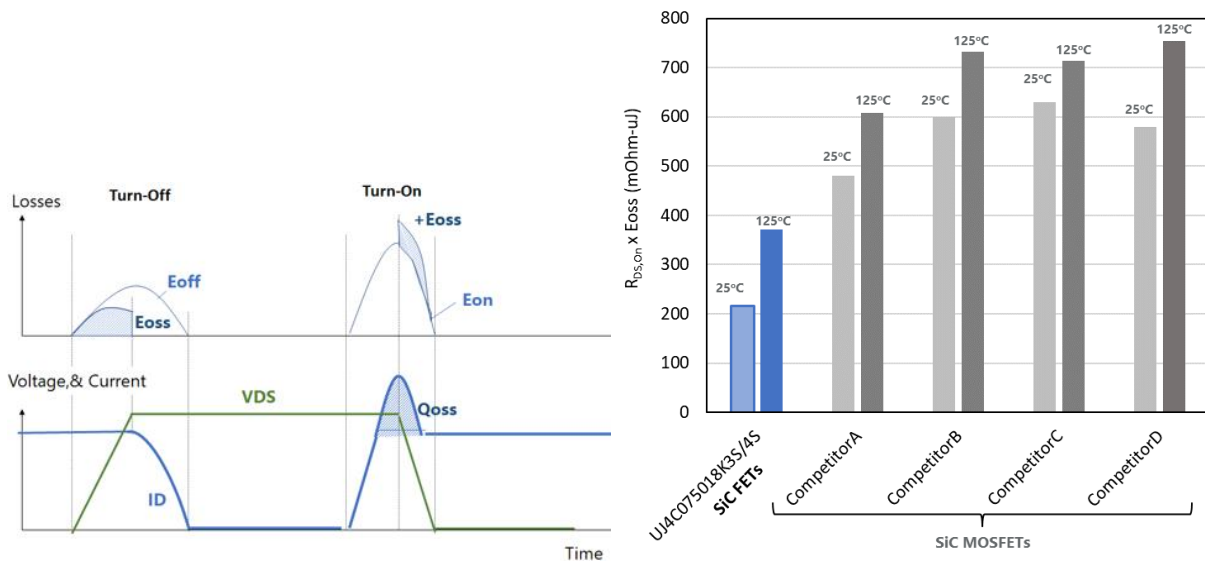 Turn-Off
Turn-On
Losses
+Eoss
Eoff
Eoss
Eon
Voltage,& Current
VDS
Qoss
ID
Time
RDS,on x Eoss (mOhm-uJ)
800
700
600
500
400
300
200
100
0
25°C
125°C
25°C
125°C
25°C
125°C
25°C
125°C
25°C
125°C
UJ4C075018K3S/4S
SiC FETs
CompetitorA
CompetitorB
CompetitorC
CompetitorD
SiC MOSFETs